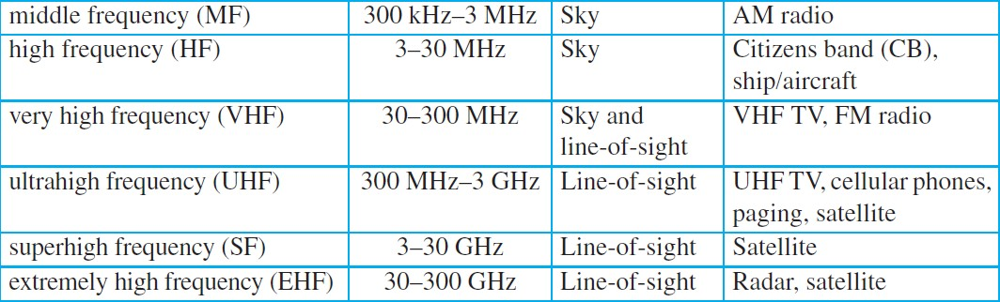 middle frequency (MF) 300 kHz–3 MHz Sky AM radio
high frequency (HF) 3–30 MHz Sky Citizens band (CB),
ship/aircraft
very high frequency (VHF) 30–300 MHz Sky and VHF TV, FM radio
line-of-sight
ultrahigh frequency (UHF) 300 MHz–3 GHz Line-of-sight UHF TV, cellular phones,
paging, satellite
superhigh frequency (SF) 3–30 GHz Line-of-sight Satellite
extremely high frequency (EHF) 30–300 GHz Line-of-sight Radar, satellite